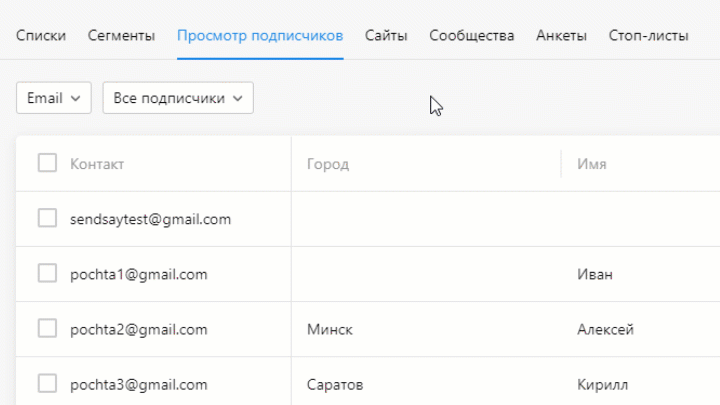 Списки Сегменты Просмотр подписчиков Сайты Сообщества Анкеты Стоп-листы
Email Все подписчики
Контакт Город Имя
sendsaytest@gmail.com
pochta1@gmail.com Иван
pochta2@gmail.com Минск Алексей
pochta3@gmail.com Саратов Кирилл